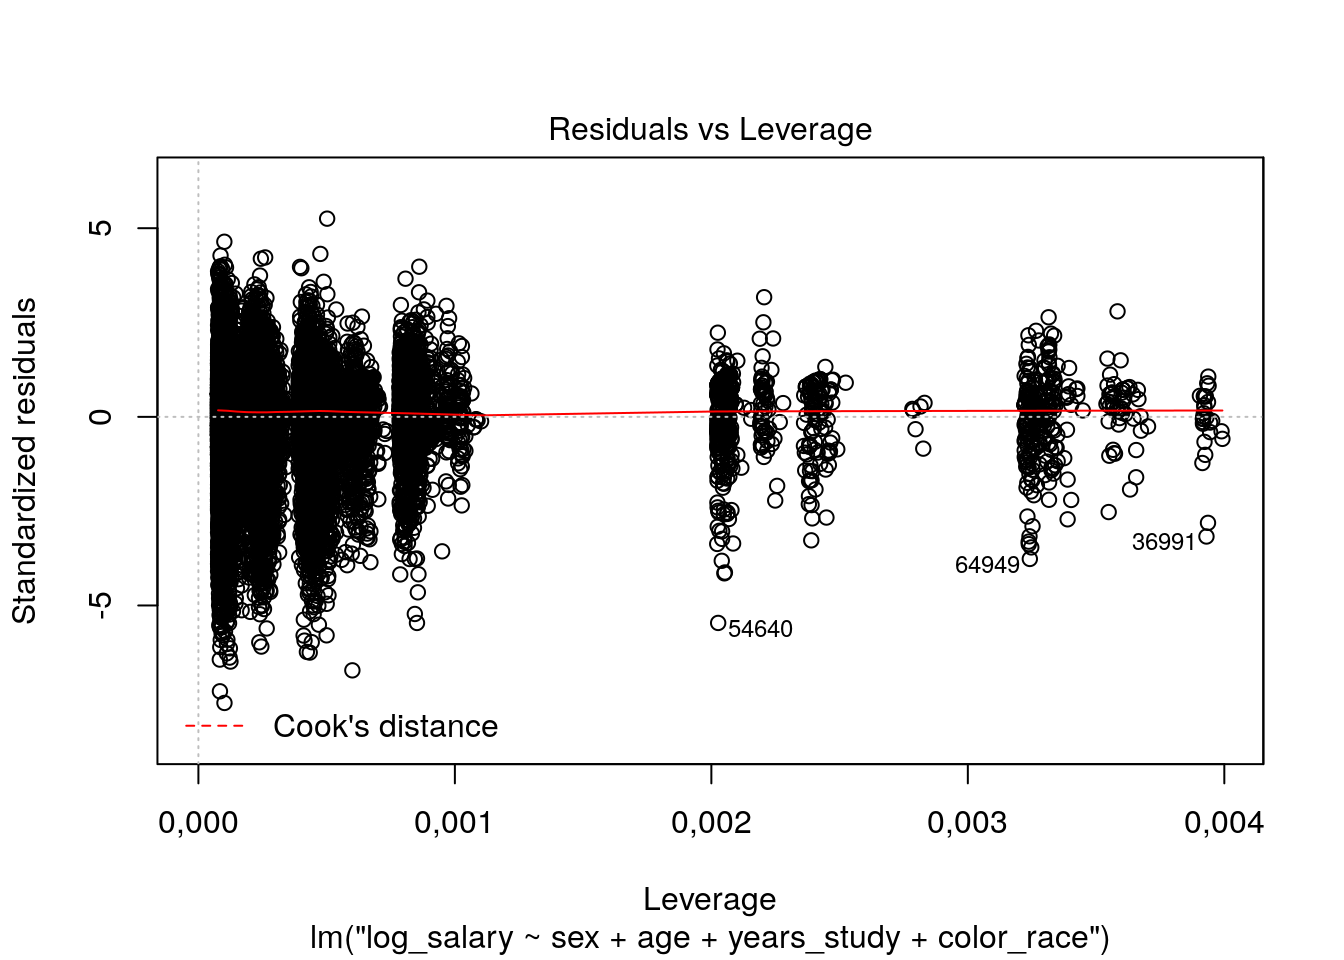 Residuals vs Leverage
Standardized residuals
5
0
-5
36991
64949
54640
Cook's distance
0,000 0,001 0,002 0,003 0,004
Leverage
lm("log_salary ~ sex + age + years_study + color_race")